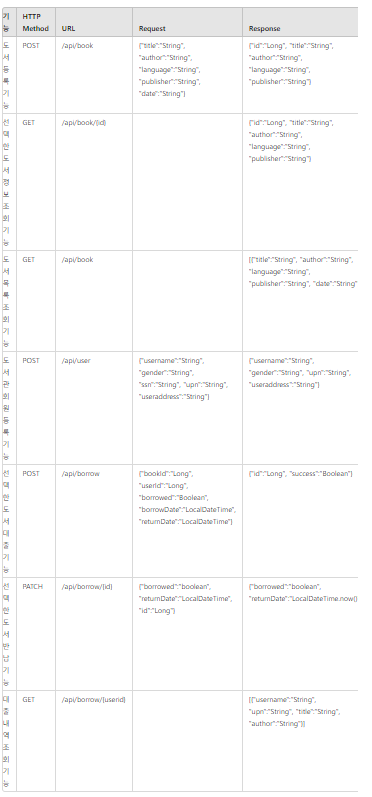 기능 HTTP Method URL Request Response
도서 등록 기능 POST /api/book {"title":"String", "author":"String", "language":"String", "publisher":"String", "date":"String"} {"id":"Long", "title":"String", "author":"String", "language":"String", "publisher":"String"}
선택한 도서 정보 조회 기능 GET /api/book/{id} {"id":"Long", "title":"String", "author":"String", "language":"String", "publisher":"String"}
도서 목록 조회 기능 GET /api/book [{"title":"String", "author":"String", "language":"String", "publisher":"String", "date":"String"
도서관 회원 등록 기능 POST /api/user {"username":"String", "gender":"String", "ssn":"String", "upn":"String", "useraddress":"String"} {"username":"String", "gender":"String", "upn":"String", "useraddress":"String"}
선택한 도서 대출 기능 POST /api/borrow {"bookId":"Long", "userId":"Long", "borrowed":"Boolean", "borrowDate":"LocalDateTime", "returnDate":"LocalDateTime"} {"id":"Long", "success":"Boolean"}
선택한 도서 반납 기능 PATCH /api/borrow/{id} {"borrowed":"boolean", "returnDate":"LocalDateTime", "id":"Long"} {"borrowed":"boolean", "returnDate":"LocalDateTime.now()
대출 내역 조회 기능 GET /api/borrow/{userid} [{"username":"String", "upn":"String", "title":"String", "author":"String"}]